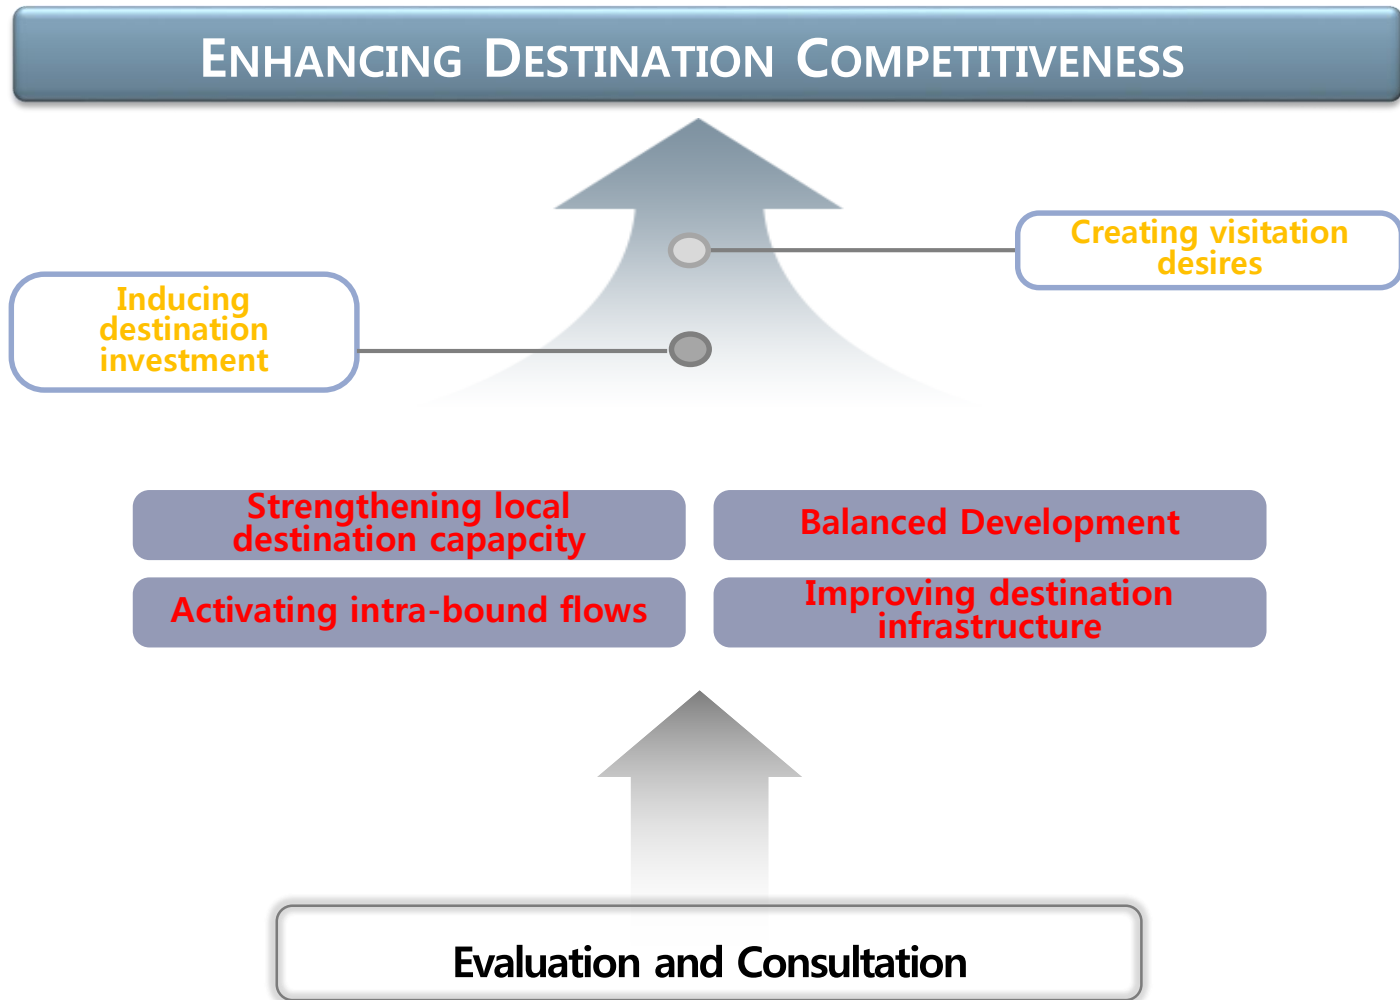 ENHANCING DESTINATION COMPETITIVENESS
Creating visitation
desires
Inducing
destination
investment
Strengthening local
destination capapcity
Balanced Development
Activating intra-bound flows
Improving destination
infrastructure
Evaluation and Consultation